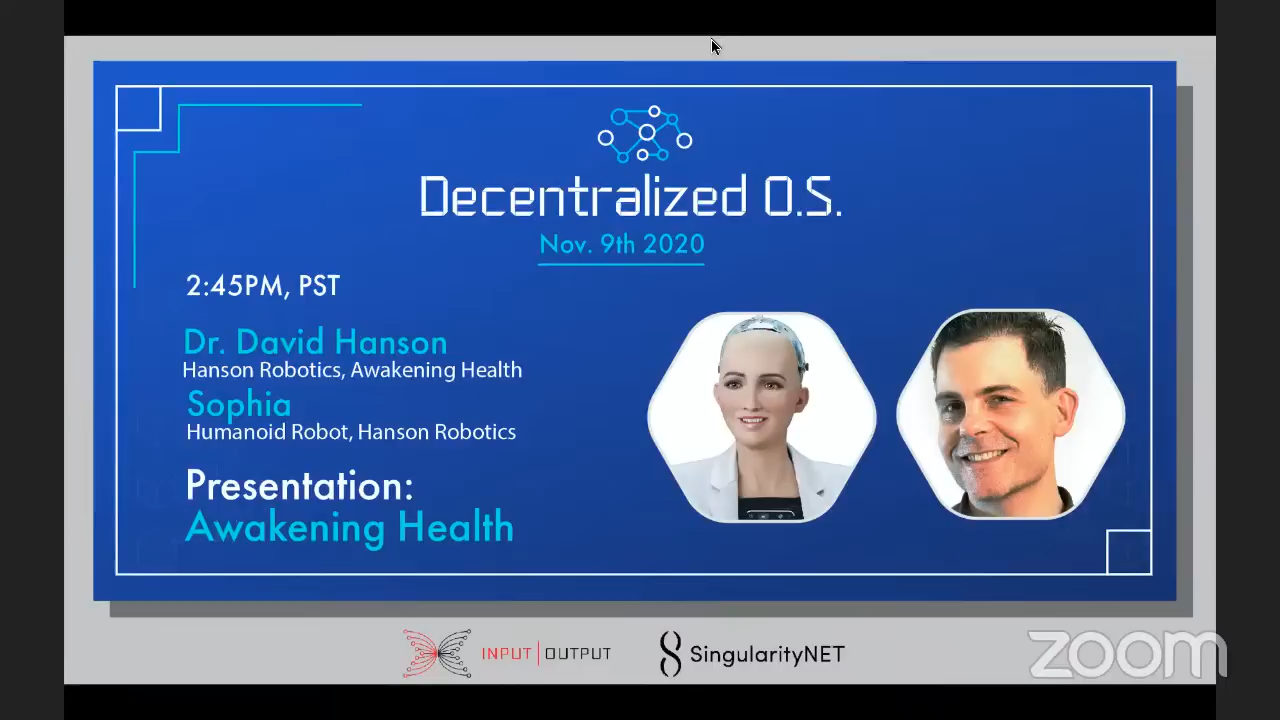 Decentralized O.S.
Nov. 9th 2020
2:45PM, PST
Dr. David Hanson
Hanson Robotics, Awakening Health
Sophia
Humanoid Robot, Hanson Robotics
Presentation:
Awakening Health
INPUT | OUTPUT
SingularityNET
zoom